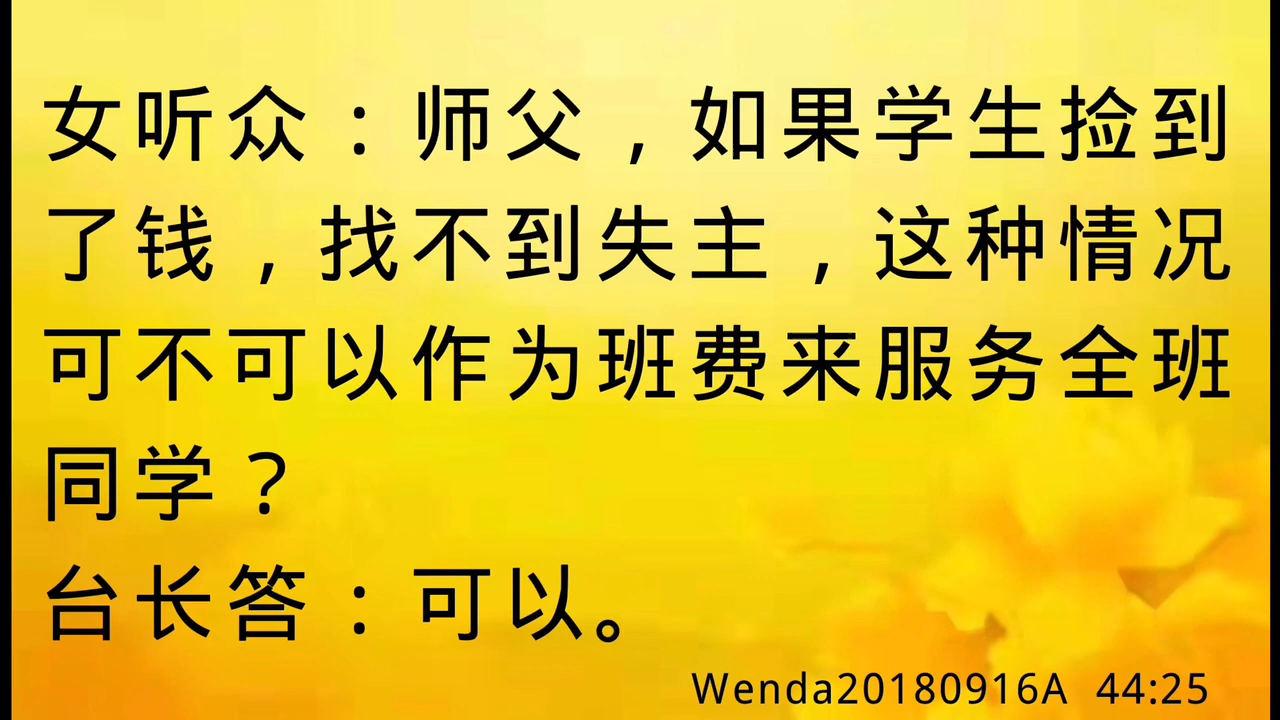 女听众：师父，如果学生捡到
了钱，找不到失主，这种情况
可不可以作为班费来服务全班
同学？
台长答：可以。
Wenda20180916A 44:25